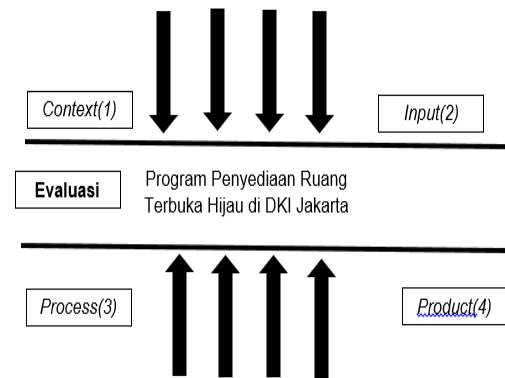 Context(1)
Input(2)
Evaluasi
Program Penyediaan Ruang
Terbuka Hijau di DKI Jakarta
Process(3)
Product(4)